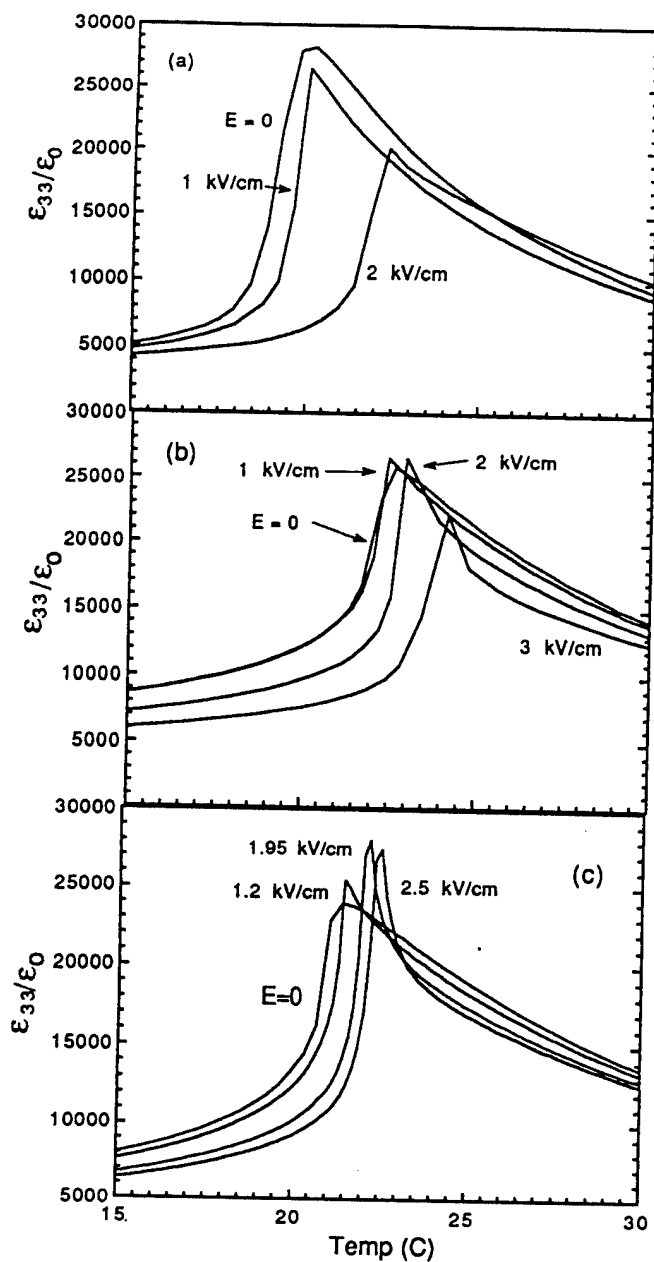 30000
(a)
25000
E = 0
20000
1 kV/cm
15000
2 kV/cm
10000
5000
ε33/ε0
30000
(b)
1 kV/cm
2 kV/cm
25000
E = 0
20000
15000
3 kV/cm
10000
5000
ε33/ε0
30000
1.95 kV/cm
(c)
25000
1.2 kV/cm
2.5 kV/cm
20000
E=0
15000
10000
5000
ε33/ε0
15.
20
25
30
Temp (C)